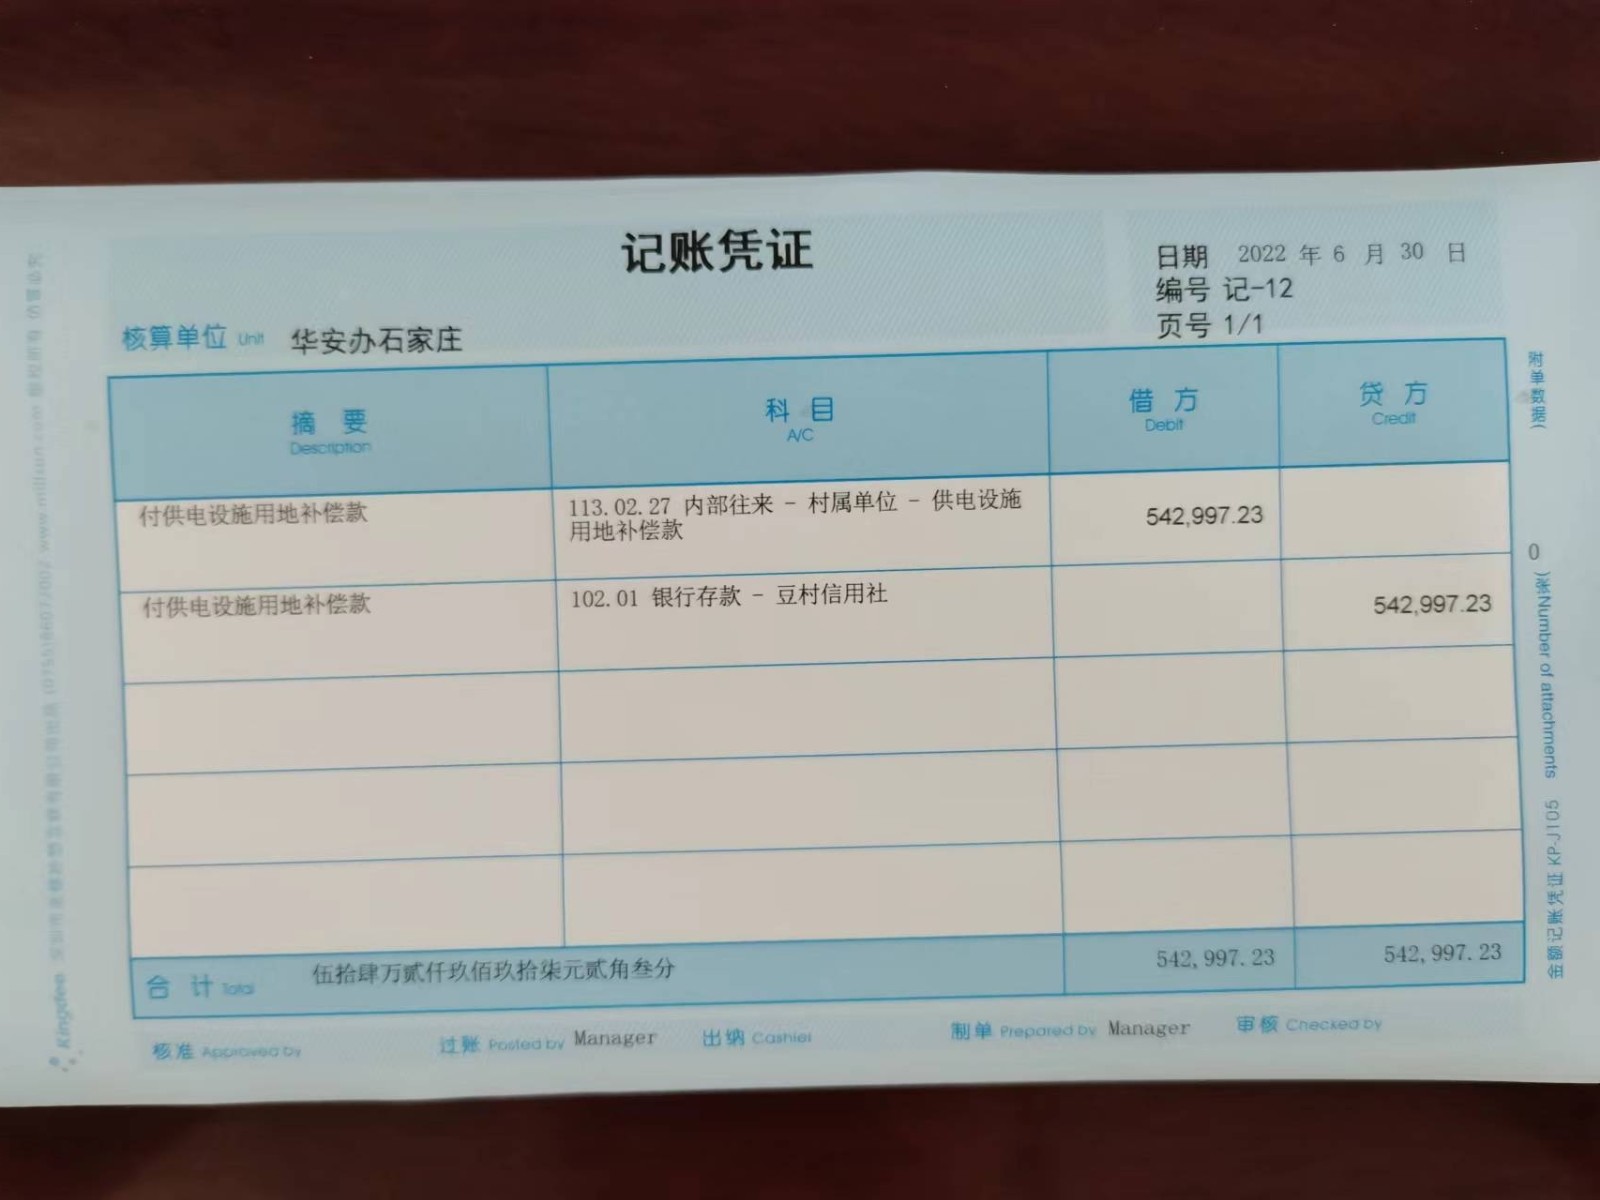 记账凭证
日期 2022 年 6 月 30 日
编号 记-12
页号 1/1
核算单位 Unit 华安办石家庄
摘 要 科 目 借 方 贷 方
Description A/C Debit Credit
付供电设施用地补偿款 113.02.27 内部往来 - 村属单位 - 供电设施 542,997.23
用地补偿款
付供电设施用地补偿款 102.01 银行存款 - 豆村信用社 542,997.23
合 计 Total 伍拾肆万贰仟玖佰玖拾柒元贰角叁分 542,997.23 542,997.23
核准 Approved by 过账 Posted by Manager 出纳 Cashier 制单 Prepared by Manager 审核 Checked by
附单数据)
0
(张)Number of attachments
金额记账凭证 KP-J105
Kingdee